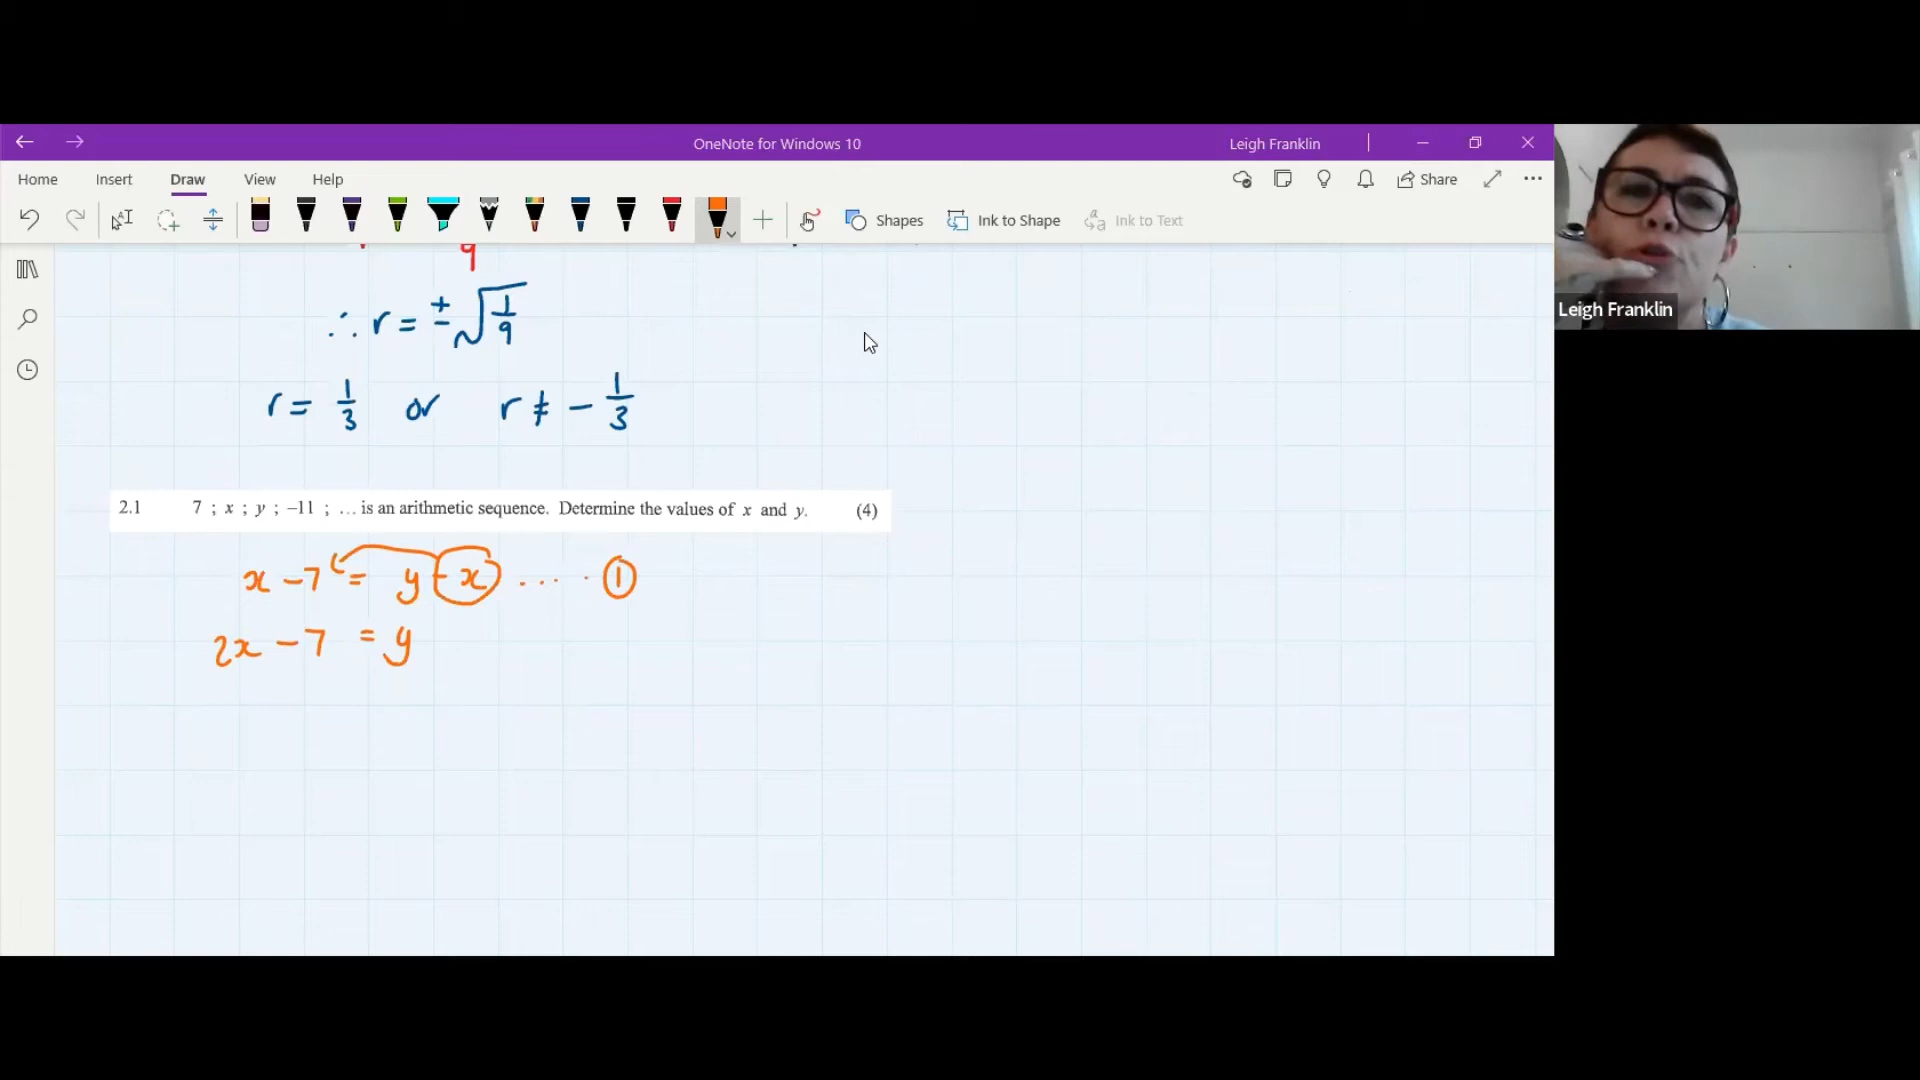 OneNote for Windows 10
Leigh Franklin
Home Insert Draw View Help
Share
Shapes Ink to Shape Ink to Text
9
∴ r = ± √1/9
r = 1/3 or r ≠ - 1/3
Leigh Franklin
2.1 7 ; x ; y ; –11 ; … is an arithmetic sequence. Determine the values of x and y. (4)
x - 7 = y - x ..... ①
2x - 7 = y